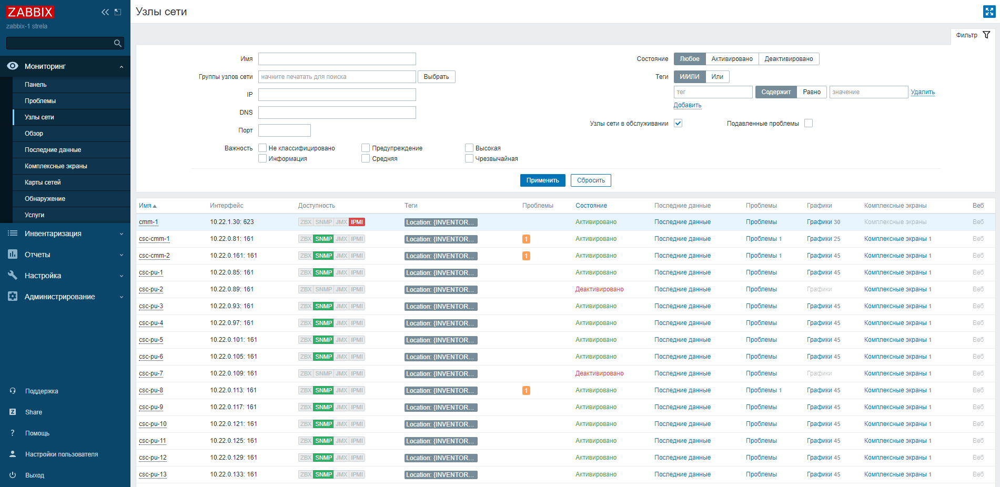 ZABBIX
zabbix-1 strela
Мониторинг
Панель
Проблемы
Узлы сети
Обзор
Последние данные
Комплексные экраны
Карты сетей
Обнаружение
Услуги
Инвентаризация
Отчеты
Настройка
Администрирование
Поддержка
Share
Помощь
Настройки пользователя
Выход
Узлы сети
Фильтр
Имя
Группы узлов сети начните печатать для поиска Выбрать
IP
DNS
Порт
Важность Не классифицировано Предупреждение Высокая
Информация Средняя Чрезвычайная
Состояние Любое Активировано Деактивировано
Теги И/ИЛИ Или
тег Содержит Равно значение Удалить
Добавить
Узлы сети в обслуживании Подавленные проблемы
Применить Сбросить
Имя Интерфейс Доступность Теги Проблемы Состояние Последние данные Проблемы Графики Комплексные экраны Веб
cmm-1 10.22.1.30: 623 ZBX SNMP JMX IPMI Location: {INVENTOR... Активировано Последние данные Проблемы Графики 30 Комплексные экраны Веб
csc-cmm-1 10.22.0.81: 161 ZBX SNMP JMX IPMI Location: {INVENTOR... 1 Активировано Последние данные Проблемы 1 Графики 25 Комплексные экраны 1 Веб
csc-cmm-2 10.22.0.161: 161 ZBX SNMP JMX IPMI Location: {INVENTOR... 1 Активировано Последние данные Проблемы 1 Графики 45 Комплексные экраны 1 Веб
csc-pu-1 10.22.0.85: 161 ZBX SNMP JMX IPMI Location: {INVENTOR... Активировано Последние данные Проблемы Графики 45 Комплексные экраны 1 Веб
csc-pu-2 10.22.0.89: 161 ZBX SNMP JMX IPMI Location: {INVENTOR... Деактивировано Последние данные Проблемы Графики Комплексные экраны 1 Веб
csc-pu-3 10.22.0.93: 161 ZBX SNMP JMX IPMI Location: {INVENTOR... Активировано Последние данные Проблемы Графики 45 Комплексные экраны 1 Веб
csc-pu-4 10.22.0.97: 161 ZBX SNMP JMX IPMI Location: {INVENTOR... Активировано Последние данные Проблемы Графики 45 Комплексные экраны 1 Веб
csc-pu-5 10.22.0.101: 161 ZBX SNMP JMX IPMI Location: {INVENTOR... Активировано Последние данные Проблемы Графики 45 Комплексные экраны 1 Веб
csc-pu-6 10.22.0.105: 161 ZBX SNMP JMX IPMI Location: {INVENTOR... Активировано Последние данные Проблемы Графики 45 Комплексные экраны 1 Веб
csc-pu-7 10.22.0.109: 161 ZBX SNMP JMX IPMI Location: {INVENTOR... Деактивировано Последние данные Проблемы Графики Комплексные экраны 1 Веб
csc-pu-8 10.22.0.113: 161 ZBX SNMP JMX IPMI Location: {INVENTOR... 1 Активировано Последние данные Проблемы 1 Графики 45 Комплексные экраны 1 Веб
csc-pu-9 10.22.0.117: 161 ZBX SNMP JMX IPMI Location: {INVENTOR... Активировано Последние данные Проблемы Графики 45 Комплексные экраны 1 Веб
csc-pu-10 10.22.0.121: 161 ZBX SNMP JMX IPMI Location: {INVENTOR... Активировано Последние данные Проблемы Графики 45 Комплексные экраны 1 Веб
csc-pu-11 10.22.0.125: 161 ZBX SNMP JMX IPMI Location: {INVENTOR... Активировано Последние данные Проблемы Графики 45 Комплексные экраны 1 Веб
csc-pu-12 10.22.0.129: 161 ZBX SNMP JMX IPMI Location: {INVENTOR... Активировано Последние данные Проблемы Графики 45 Комплексные экраны 1 Веб
csc-pu-13 10.22.0.133: 161 ZBX SNMP JMX IPMI Location: {INVENTOR... Активировано Последние данные Проблемы Графики 45 Комплексные экраны 1 Веб